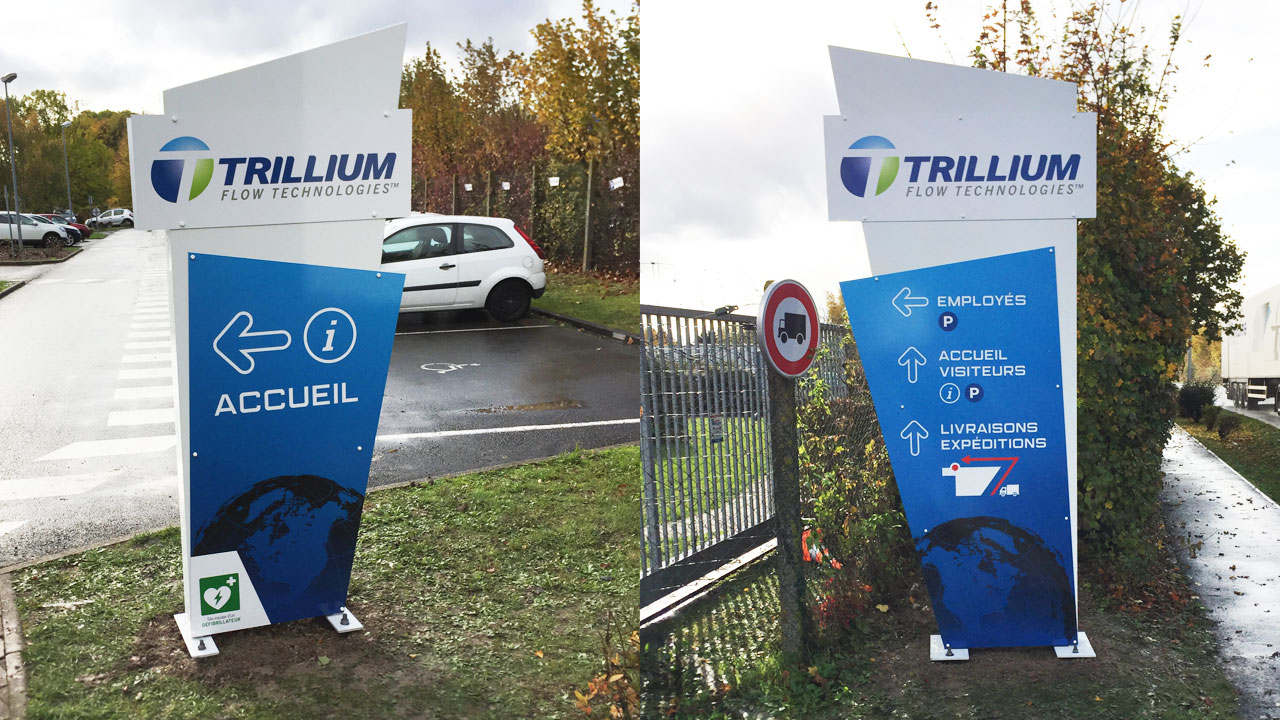 TRILLIUM
FLOW TECHNOLOGIES™
i
ACCUEIL
DÉFIBRILLATEUR
TRILLIUM
FLOW TECHNOLOGIES™
EMPLOYÉS
P
ACCUEIL
VISITEURS
i P
LIVRAISONS
EXPÉDITIONS